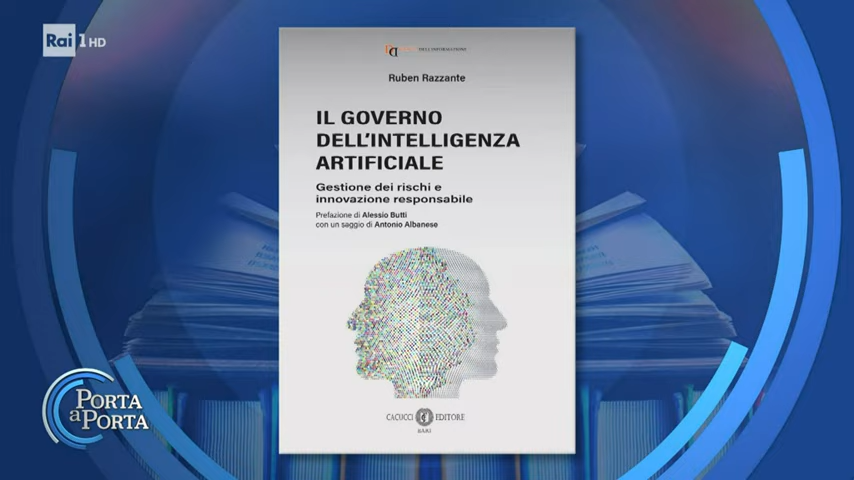 Rai 1 HD
DELL'INFORMAZIONE
Ruben Razzante
IL GOVERNO
DELL'INTELLIGENZA
ARTIFICIALE
Gestione dei rischi e
innovazione responsabile
Prefazione di Alessio Butti
con un saggio di Antonio Albanese
CACUCCI EDITORE
BARI
PORTA
a PORTA